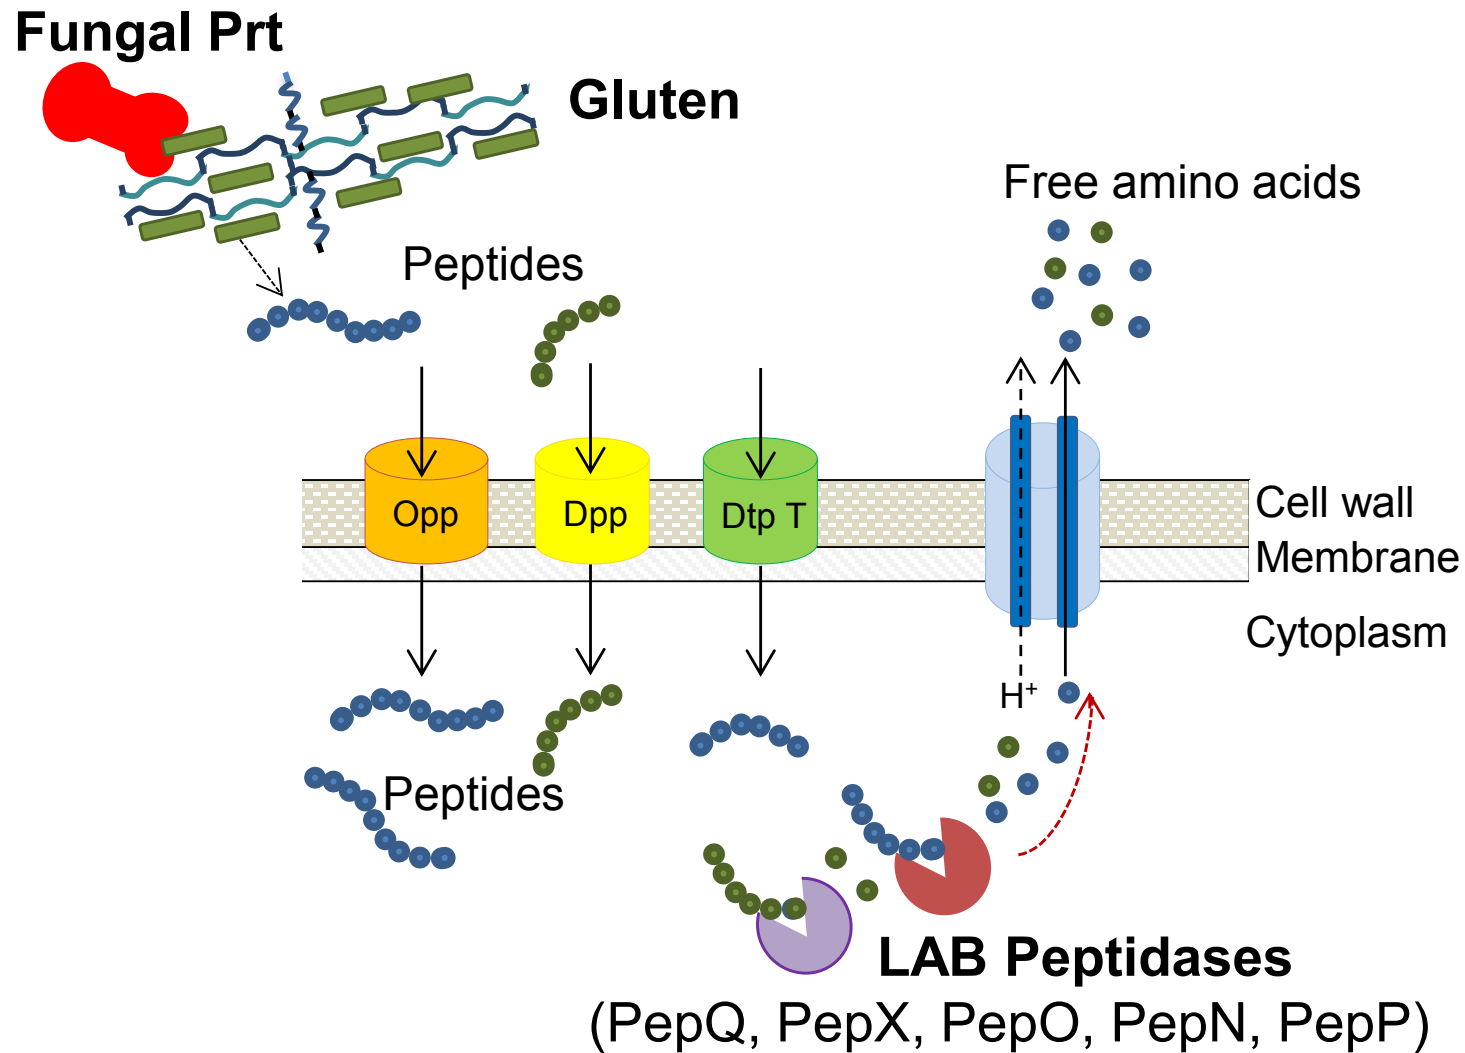 Fungal Prt
Gluten
Free amino acids
Peptides
Opp
Dpp
Dtp T
Cell wall
Membrane
Cytoplasm
H⁺
Peptides
LAB Peptidases
(PepQ, PepX, PepO, PepN, PepP)